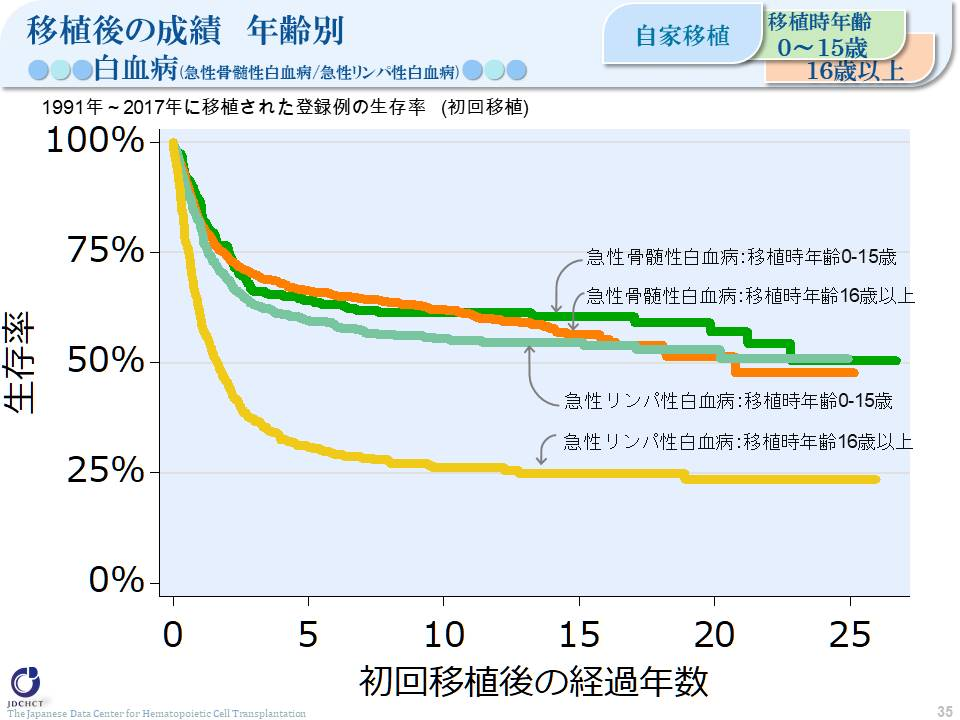 移植後の成績　年齢別
白血病(急性骨髄性白血病/急性リンパ性白血病)
自家移植
移植時年齢
0～15歳
16歳以上
1991年～2017年に移植された登録例の生存率 (初回移植)
100%
75%
50%
25%
0%
生存率
急性骨髄性白血病：移植時年齢0-15歳
急性骨髄性白血病：移植時年齢16歳以上
急性リンパ性白血病：移植時年齢0-15歳
急性リンパ性白血病：移植時年齢16歳以上
0 5 10 15 20 25
初回移植後の経過年数
JDCHCT
The Japanese Data Center for Hematopoietic Cell Transplantation
35